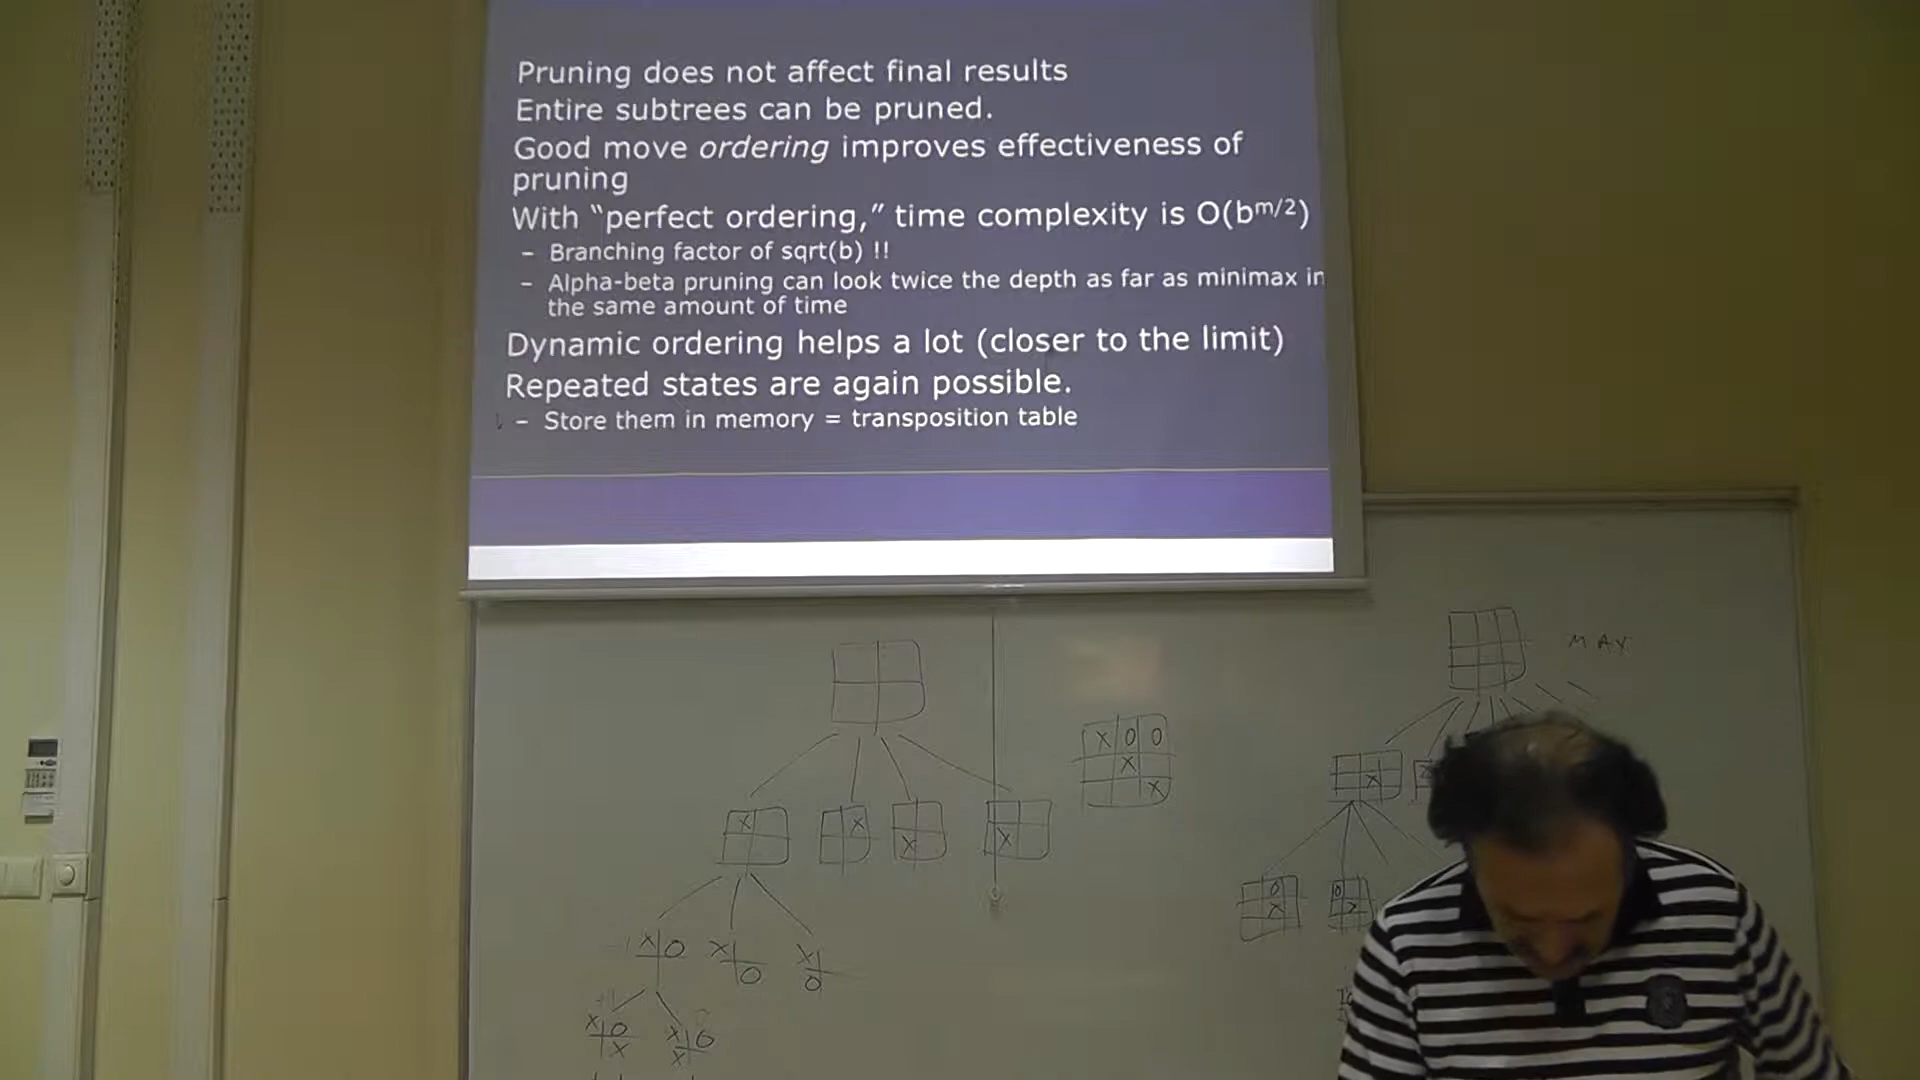 Pruning does not affect final results
Entire subtrees can be pruned.
Good move ordering improves effectiveness of
pruning
With “perfect ordering,” time complexity is O(b^m/2)
– Branching factor of sqrt(b) !!
– Alpha-beta pruning can look twice the depth as far as minimax in
the same amount of time
Dynamic ordering helps a lot (closer to the limit)
Repeated states are again possible.
– Store them in memory = transposition table
MAX
X O O
X
X
X
X
X
X
X
O
X
O
X O
X
O
X
O
X O
X
X O
X